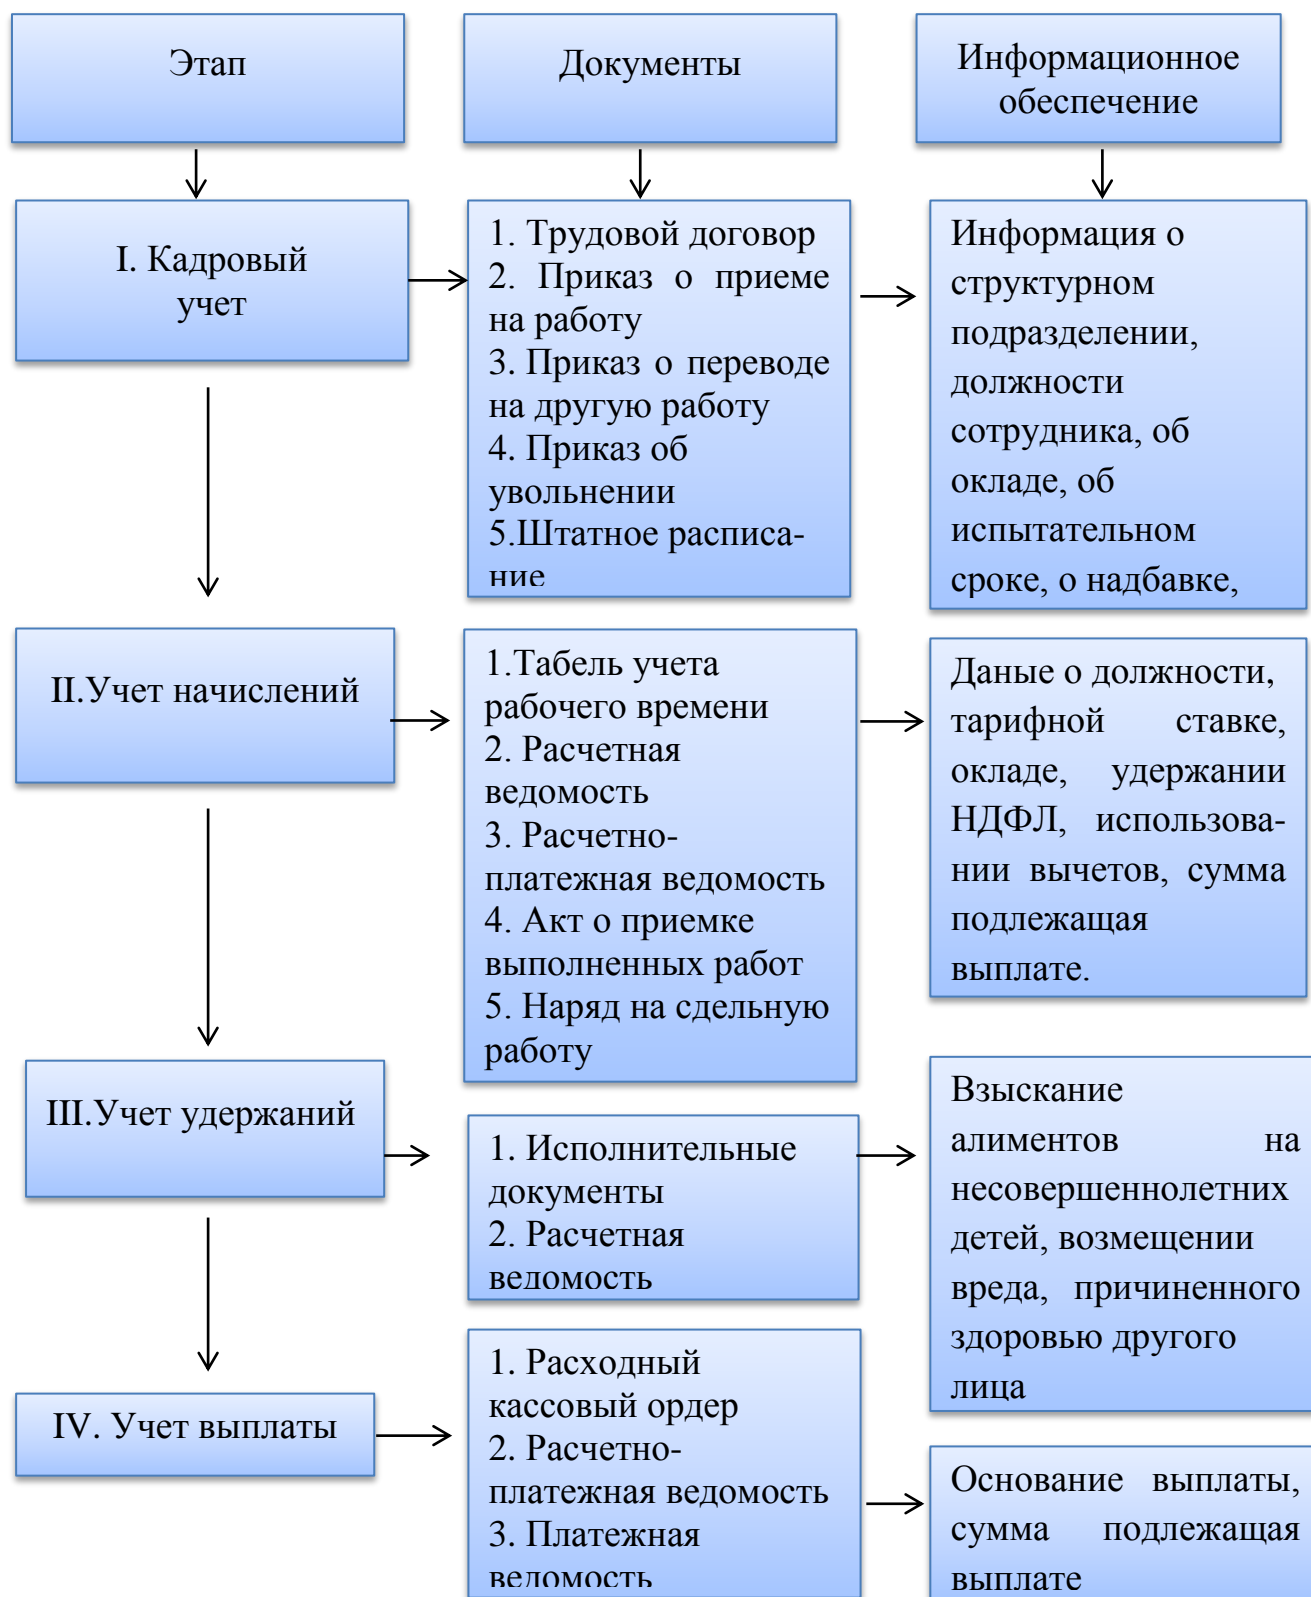 Этап
Документы
Информационное
обеспечение
I. Кадровый
учет
1. Трудовой договор
2. Приказ о приеме
на работу
3. Приказ о переводе
на другую работу
4. Приказ об
увольнении
5.Штатное расписа-
ние
Информация о
структурном
подразделении,
должности
сотрудника, об
окладе, об
испытательном
сроке, о надбавке,
II.Учет начислений
1.Табель учета
рабочего времени
2. Расчетная
ведомость
3. Расчетно-
платежная ведомость
4. Акт о приемке
выполненных работ
5. Наряд на сдельную
работу
Даные о должности,
тарифной ставке,
окладе, удержании
НДФЛ, использова-
нии вычетов, сумма
подлежащая
выплате.
III.Учет удержаний
1. Исполнительные
документы
2. Расчетная
ведомость
Взыскание
алиментов на
несовершеннолетних
детей, возмещении
вреда, причиненного
здоровью другого
лица
IV. Учет выплаты
1. Расходный
кассовый ордер
2. Расчетно-
платежная ведомость
3. Платежная
ведомость
Основание выплаты,
сумма подлежащая
выплате